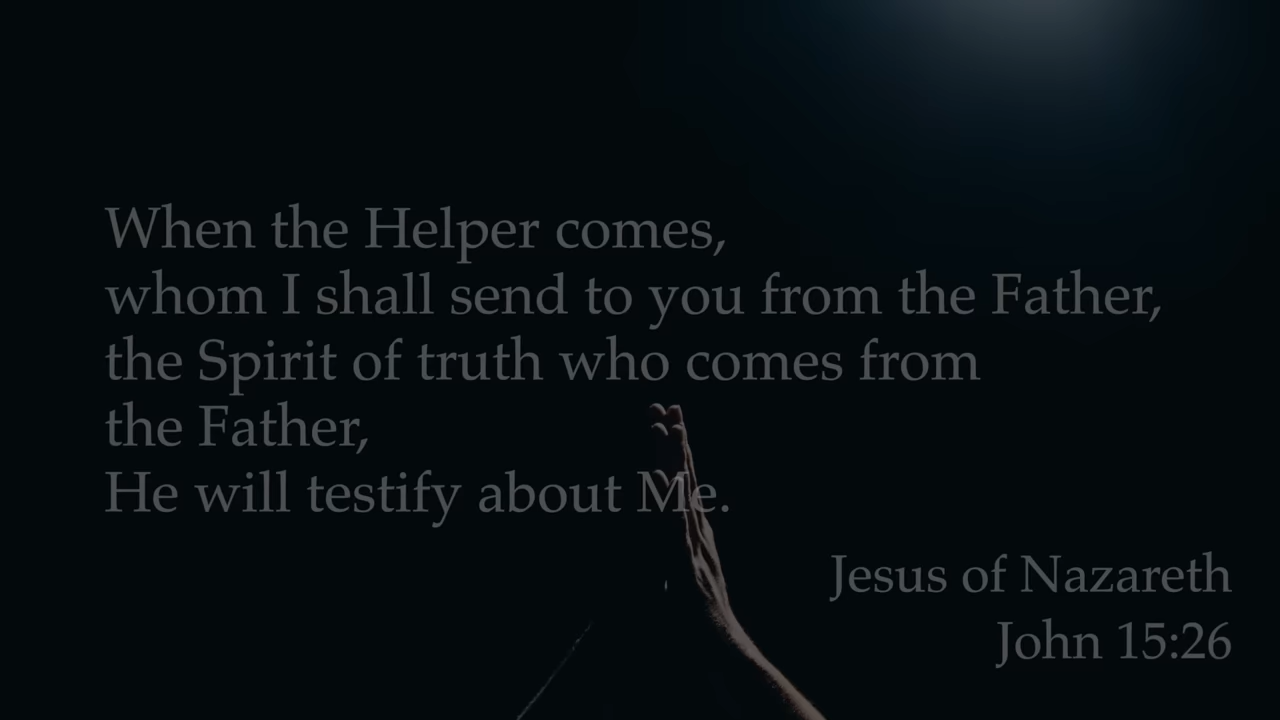 When the Helper comes,
whom I shall send to you from the Father,
the Spirit of truth who comes from
the Father,
He will testify about Me.
Jesus of Nazareth
John 15:26